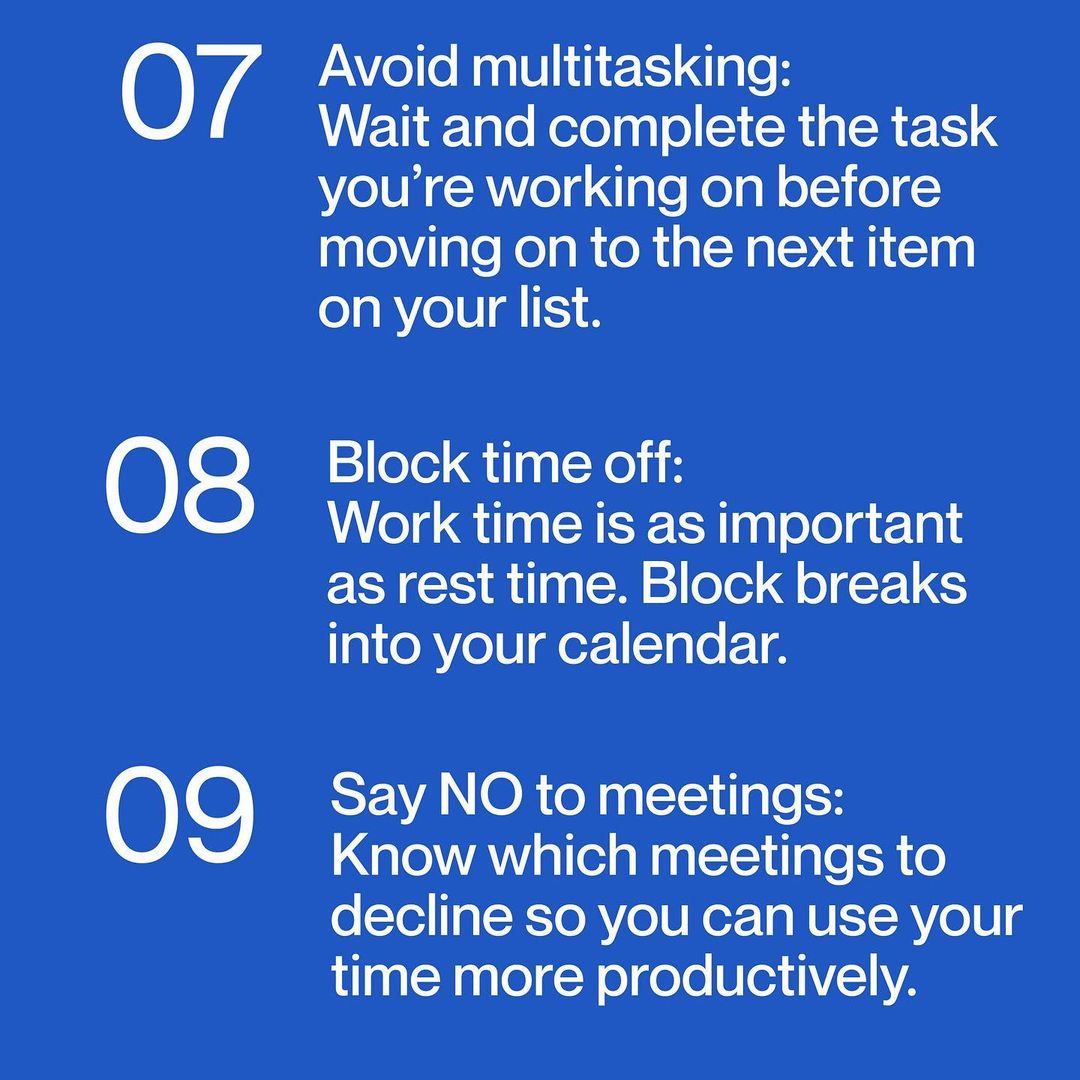 07
Avoid multitasking:
Wait and complete the task
you’re working on before
moving on to the next item
on your list.
08
Block time off:
Work time is as important
as rest time. Block breaks
into your calendar.
09
Say NO to meetings:
Know which meetings to
decline so you can use your
time more productively.